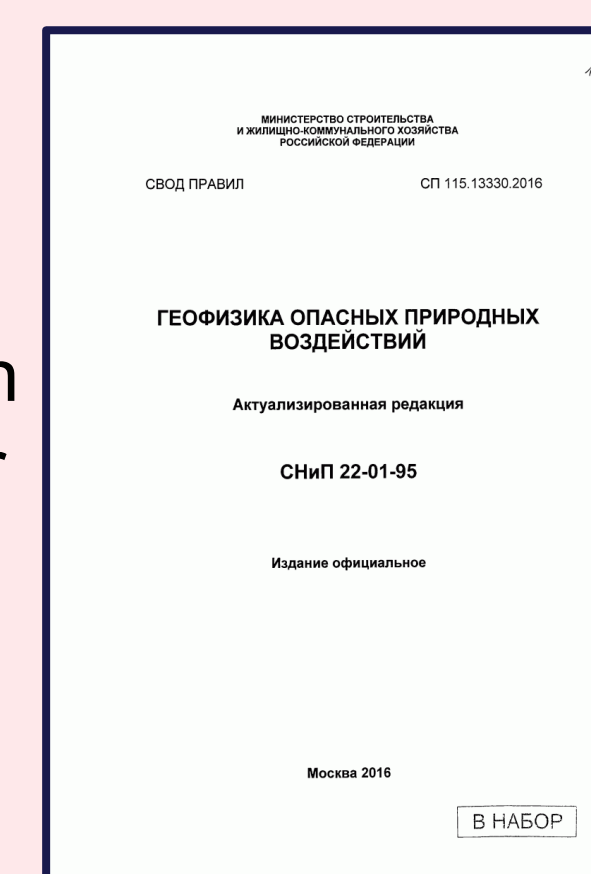 МИНИСТЕРСТВО СТРОИТЕЛЬСТВА
И ЖИЛИЩНО-КОММУНАЛЬНОГО ХОЗЯЙСТВА
РОССИЙСКОЙ ФЕДЕРАЦИИ
СВОД ПРАВИЛ СП 115.13330.2016
ГЕОФИЗИКА ОПАСНЫХ ПРИРОДНЫХ
ВОЗДЕЙСТВИЙ
Актуализированная редакция
СНиП 22-01-95
Издание официальное
Москва 2016
В НАБОР